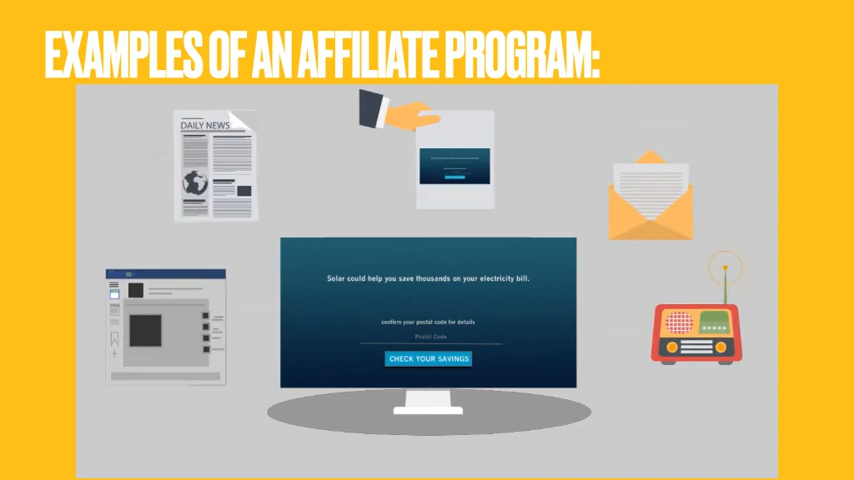 EXAMPLES OF AN AFFILIATE PROGRAM:
DAILY NEWS
Solar could help you save thousands on your electricity bill.
confirm your postal code for details
Postal Code
CHECK YOUR SAVINGS